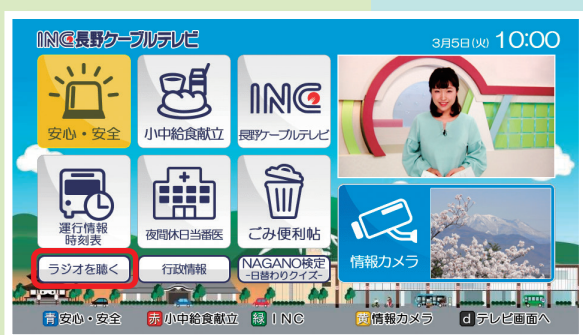 INC長野ケーブルテレビ
3月5日(火) 10:00
安心・安全
小中給食献立
INC
長野ケーブルテレビ
運行情報
時刻表
夜間休日当番医
ごみ便利帖
情報カメラ
ラジオを聴く
行政情報
NAGANO検定
-日替わりクイズ-
青 安心・安全 赤 小中給食献立 緑 INC 黄 情報カメラ d テレビ画面へ